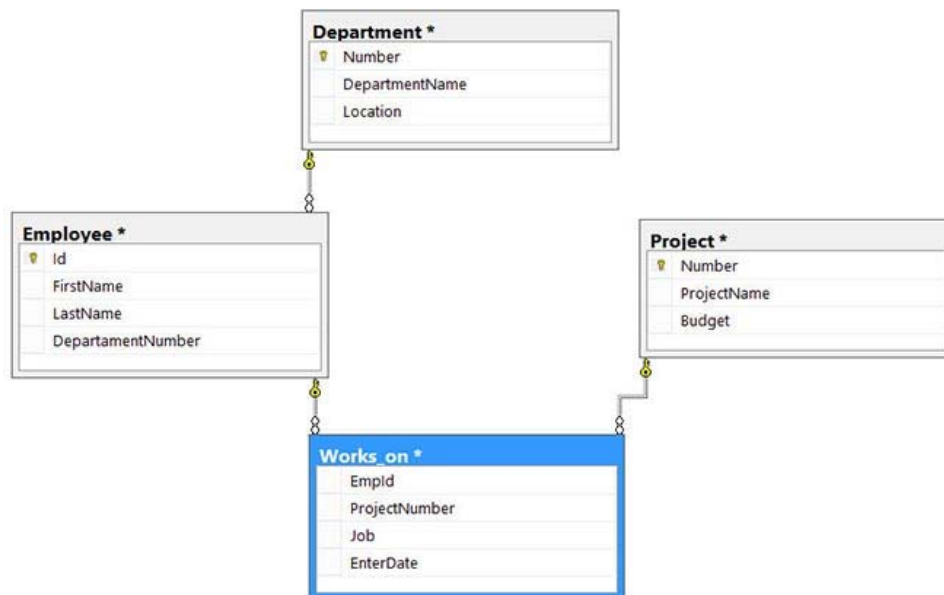 Department *
Number
DepartmentName
Location
Employee *
Id
FirstName
LastName
DepartamentNumber
Project *
Number
ProjectName
Budget
Works_on *
EmpId
ProjectNumber
Job
EnterDate